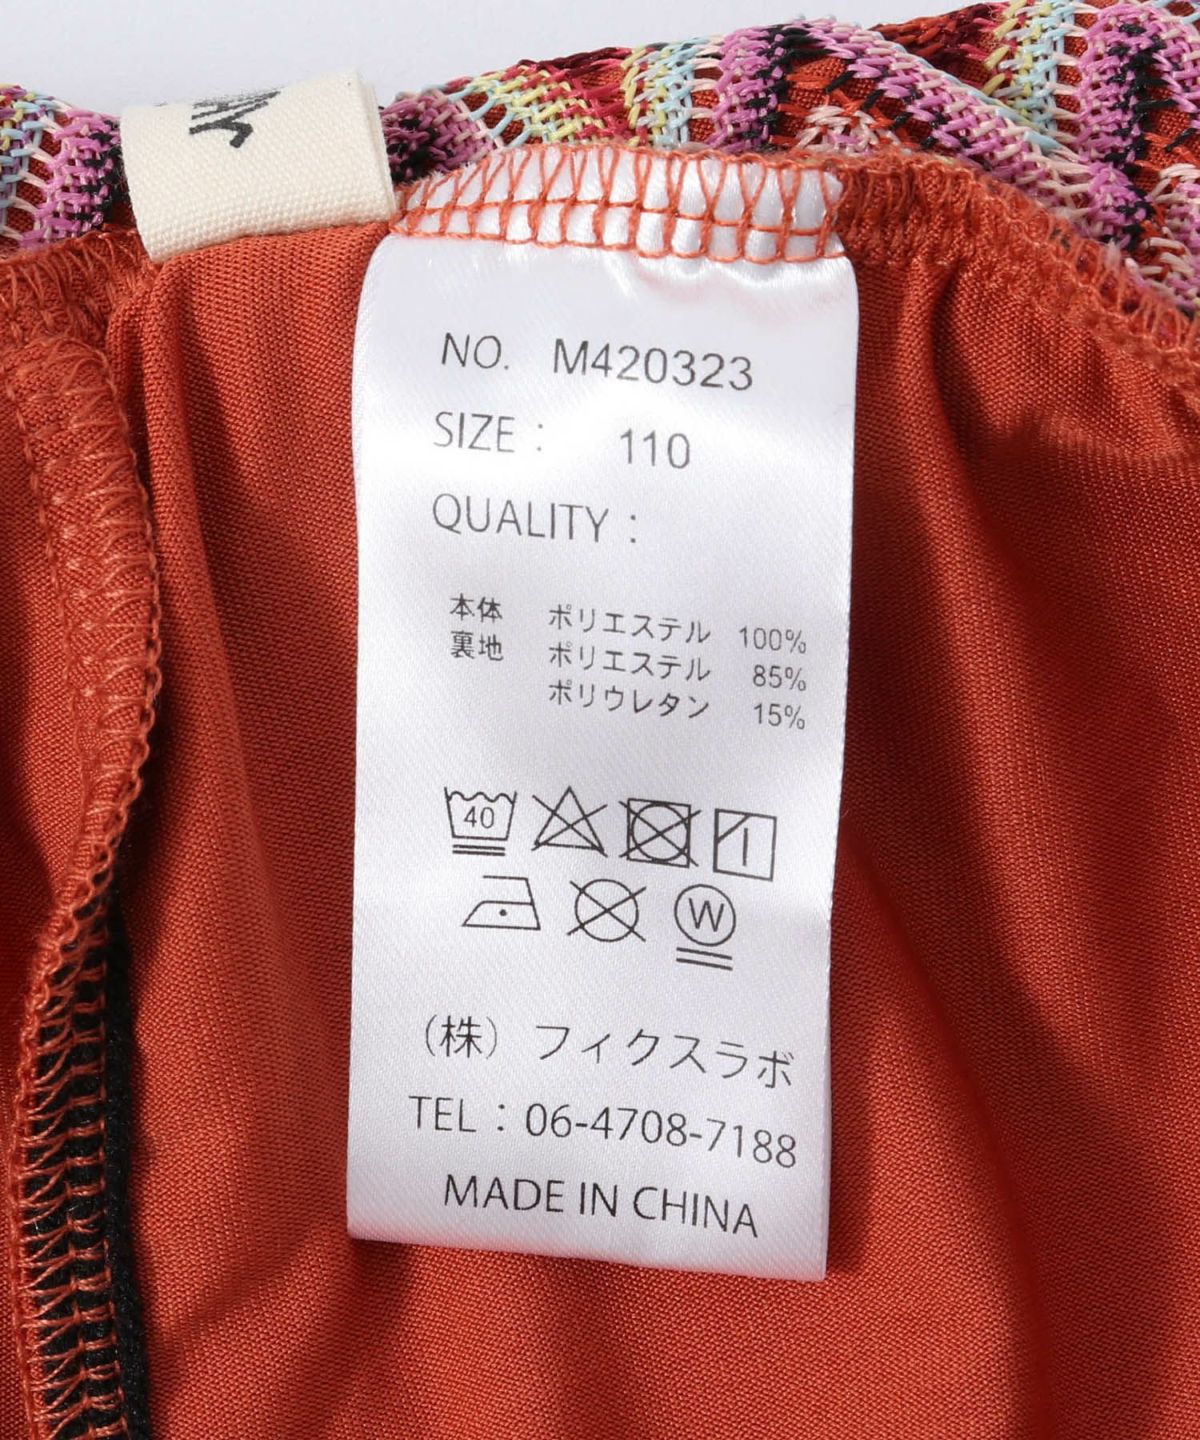 NO. M420323
SIZE : 110
QUALITY :
本体 ポリエステル 100%
裏地 ポリエステル 85%
ポリウレタン 15%
40
W
(株) フィクスラボ
TEL : 06-4708-7188
MADE IN CHINA